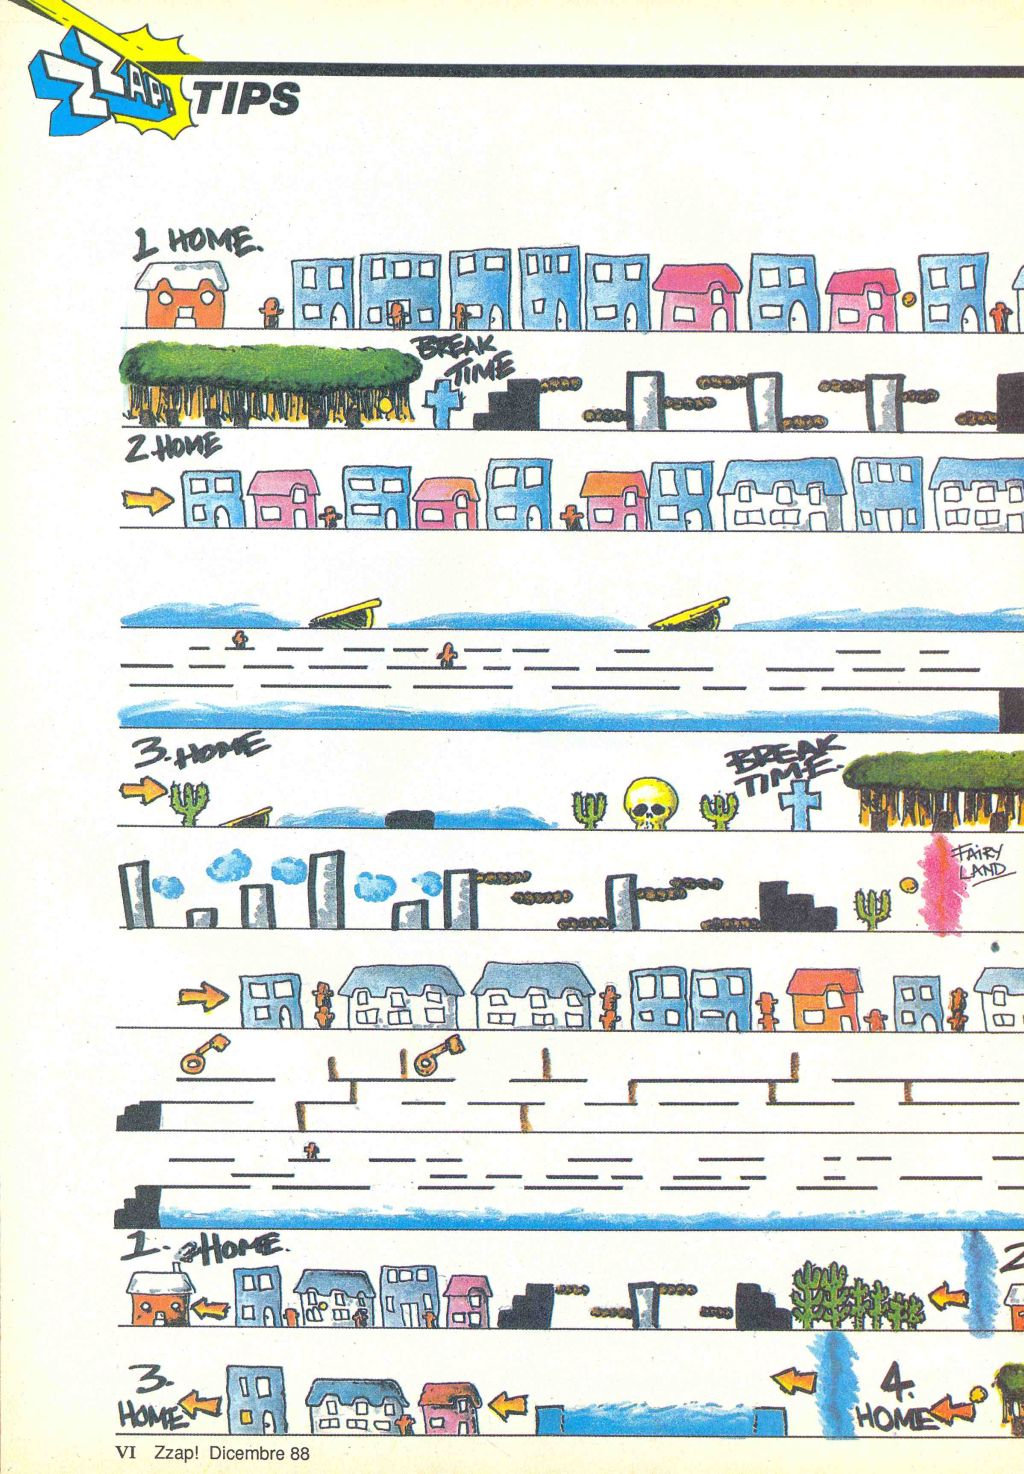 ZZAP! TIPS
1 HOME.
BREAK
TIME
2. HOME
3. HOME
BREAK
TIME.
FAIRY
LAND
1. HOME.
2
3.
HOME
4.
HOME
VI Zzap! Dicembre 88